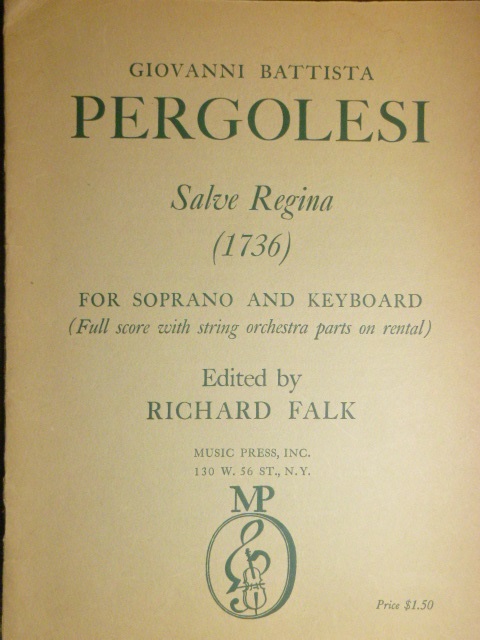 GIOVANNI BATTISTA
PERGOLESI
Salve Regina
(1736)
FOR SOPRANO AND KEYBOARD
(Full score with string orchestra parts on rental)
Edited by
RICHARD FALK
MUSIC PRESS, INC.
130 W. 56 ST., N.Y.
MP
Price $1.50